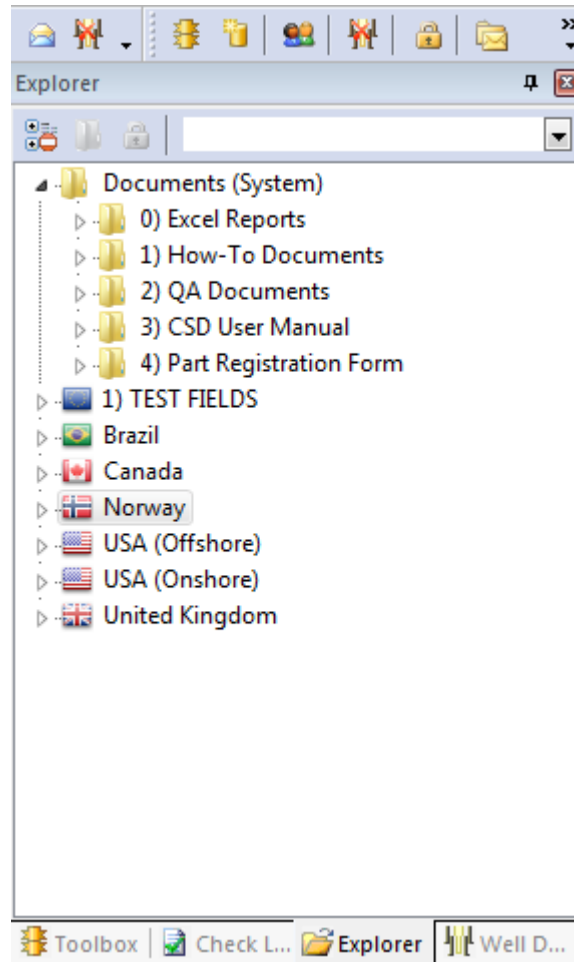 Explorer
Documents (System)
0) Excel Reports
1) How-To Documents
2) QA Documents
3) CSD User Manual
4) Part Registration Form
1) TEST FIELDS
Brazil
Canada
Norway
USA (Offshore)
USA (Onshore)
United Kingdom
Toolbox Check L... Explorer Well D...